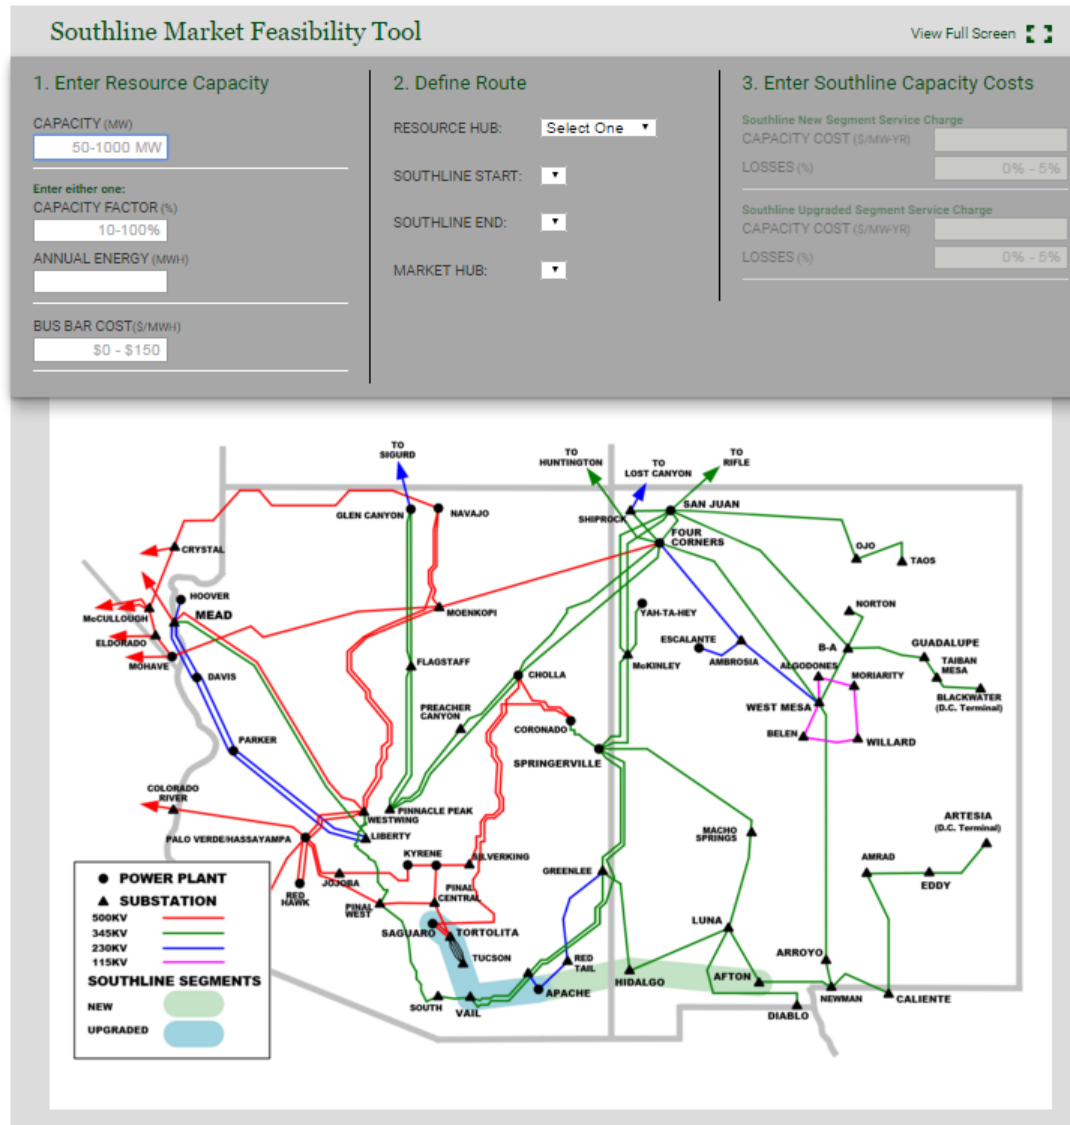 Southline Market Feasibility Tool
View Full Screen
1. Enter Resource Capacity
CAPACITY (MW)
50-1000 MW
Enter either one:
CAPACITY FACTOR (%)
10-100%
ANNUAL ENERGY (MWH)
BUS BAR COST($/MWH)
$0 - $150
2. Define Route
RESOURCE HUB: Select One
SOUTHLINE START:
SOUTHLINE END:
MARKET HUB:
3. Enter Southline Capacity Costs
Southline New Segment Service Charge
CAPACITY COST ($/MW-YR)
LOSSES (%) 0% - 5%
Southline Upgraded Segment Service Charge
CAPACITY COST ($/MW-YR)
LOSSES (%) 0% - 5%
TO
SIGURD
TO
HUNTINGTON
TO
LOST CANYON
TO
RIFLE
GLEN CANYON
NAVAJO
SHIPROCK
SAN JUAN
FOUR
CORNERS
CRYSTAL
OJO
TAOS
HOOVER
McCULLOUGH
MEAD
MOENKOPI
YAH-TA-HEY
NORTON
ELDORADO
ESCALANTE
MOHAVE
FLAGSTAFF
McKINLEY
AMBROSIA
B-A
GUADALUPE
DAVIS
CHOLLA
ALGODONES
MORIARITY
TAIBAN
MESA
BLACKWATER
(D.C. Terminal)
PREACHER
CANYON
WEST MESA
CORONADO
PARKER
BELEN
WILLARD
SPRINGERVILLE
COLORADO
RIVER
WESTWING
PINNACLE PEAK
ARTESIA
(D.C. Terminal)
PALO VERDE/HASSAYAMPA
LIBERTY
MACHO
SPRINGS
KYRENE
SILVERKING
AMRAD
EDDY
JOJOBA
GREENLEE
RED
HAWK
PINAL
WEST
PINAL
CENTRAL
SAGUARO
TORTOLITA
LUNA
TUCSON
RED
TAIL
ARROYO
HIDALGO
AFTON
APACHE
NEWMAN
CALIENTE
SOUTH
VAIL
DIABLO
POWER PLANT
SUBSTATION
500KV
345KV
230KV
115KV
SOUTHLINE SEGMENTS
NEW
UPGRADED